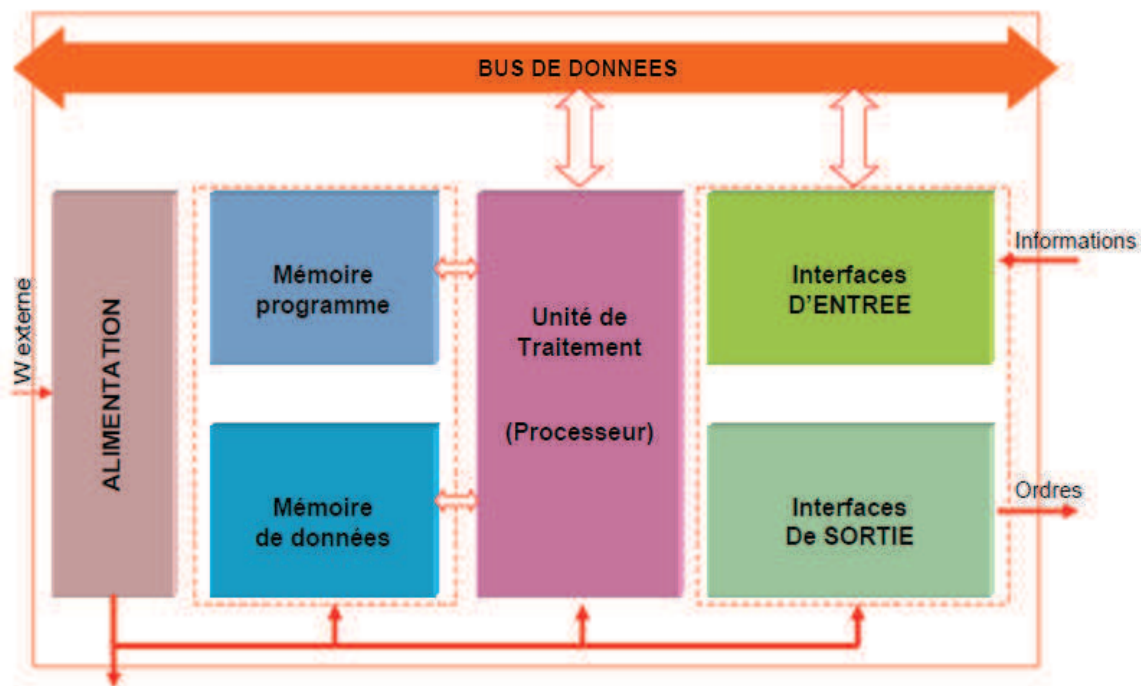 BUS DE DONNEES
W externe
ALIMENTATION
Mémoire
programme
Mémoire
de données
Unité de
Traitement
(Processeur)
Interfaces
D'ENTREE
Interfaces
De SORTIE
Informations
Ordres